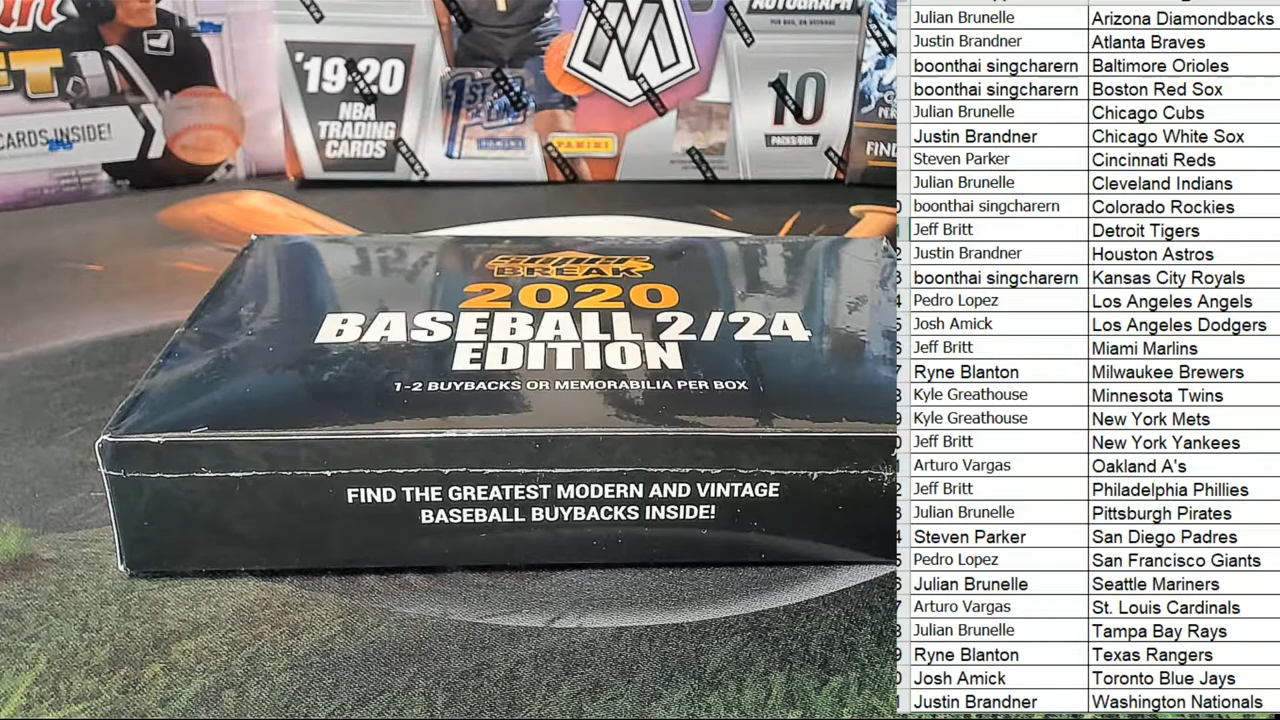 CARDS INSIDE!
'19-20
NBA
TRADING
CARDS
1ST
PANINI
AUTOGRAPH
10
PACKS/BOX
FIND
SUPER
BREAK
2020
BASEBALL 2/24
EDITION
1-2 BUYBACKS OR MEMORABILIA PER BOX
FIND THE GREATEST MODERN AND VINTAGE
BASEBALL BUYBACKS INSIDE!
Julian Brunelle Arizona Diamondbacks
Justin Brandner Atlanta Braves
boonthai singcharern Baltimore Orioles
boonthai singcharern Boston Red Sox
Julian Brunelle Chicago Cubs
Justin Brandner Chicago White Sox
Steven Parker Cincinnati Reds
Julian Brunelle Cleveland Indians
boonthai singcharern Colorado Rockies
Jeff Britt Detroit Tigers
Justin Brandner Houston Astros
boonthai singcharern Kansas City Royals
Pedro Lopez Los Angeles Angels
Josh Amick Los Angeles Dodgers
Jeff Britt Miami Marlins
Ryne Blanton Milwaukee Brewers
Kyle Greathouse Minnesota Twins
Kyle Greathouse New York Mets
Jeff Britt New York Yankees
Arturo Vargas Oakland A's
Jeff Britt Philadelphia Phillies
Julian Brunelle Pittsburgh Pirates
Steven Parker San Diego Padres
Pedro Lopez San Francisco Giants
Julian Brunelle Seattle Mariners
Arturo Vargas St. Louis Cardinals
Julian Brunelle Tampa Bay Rays
Ryne Blanton Texas Rangers
Josh Amick Toronto Blue Jays
Justin Brandner Washington Nationals